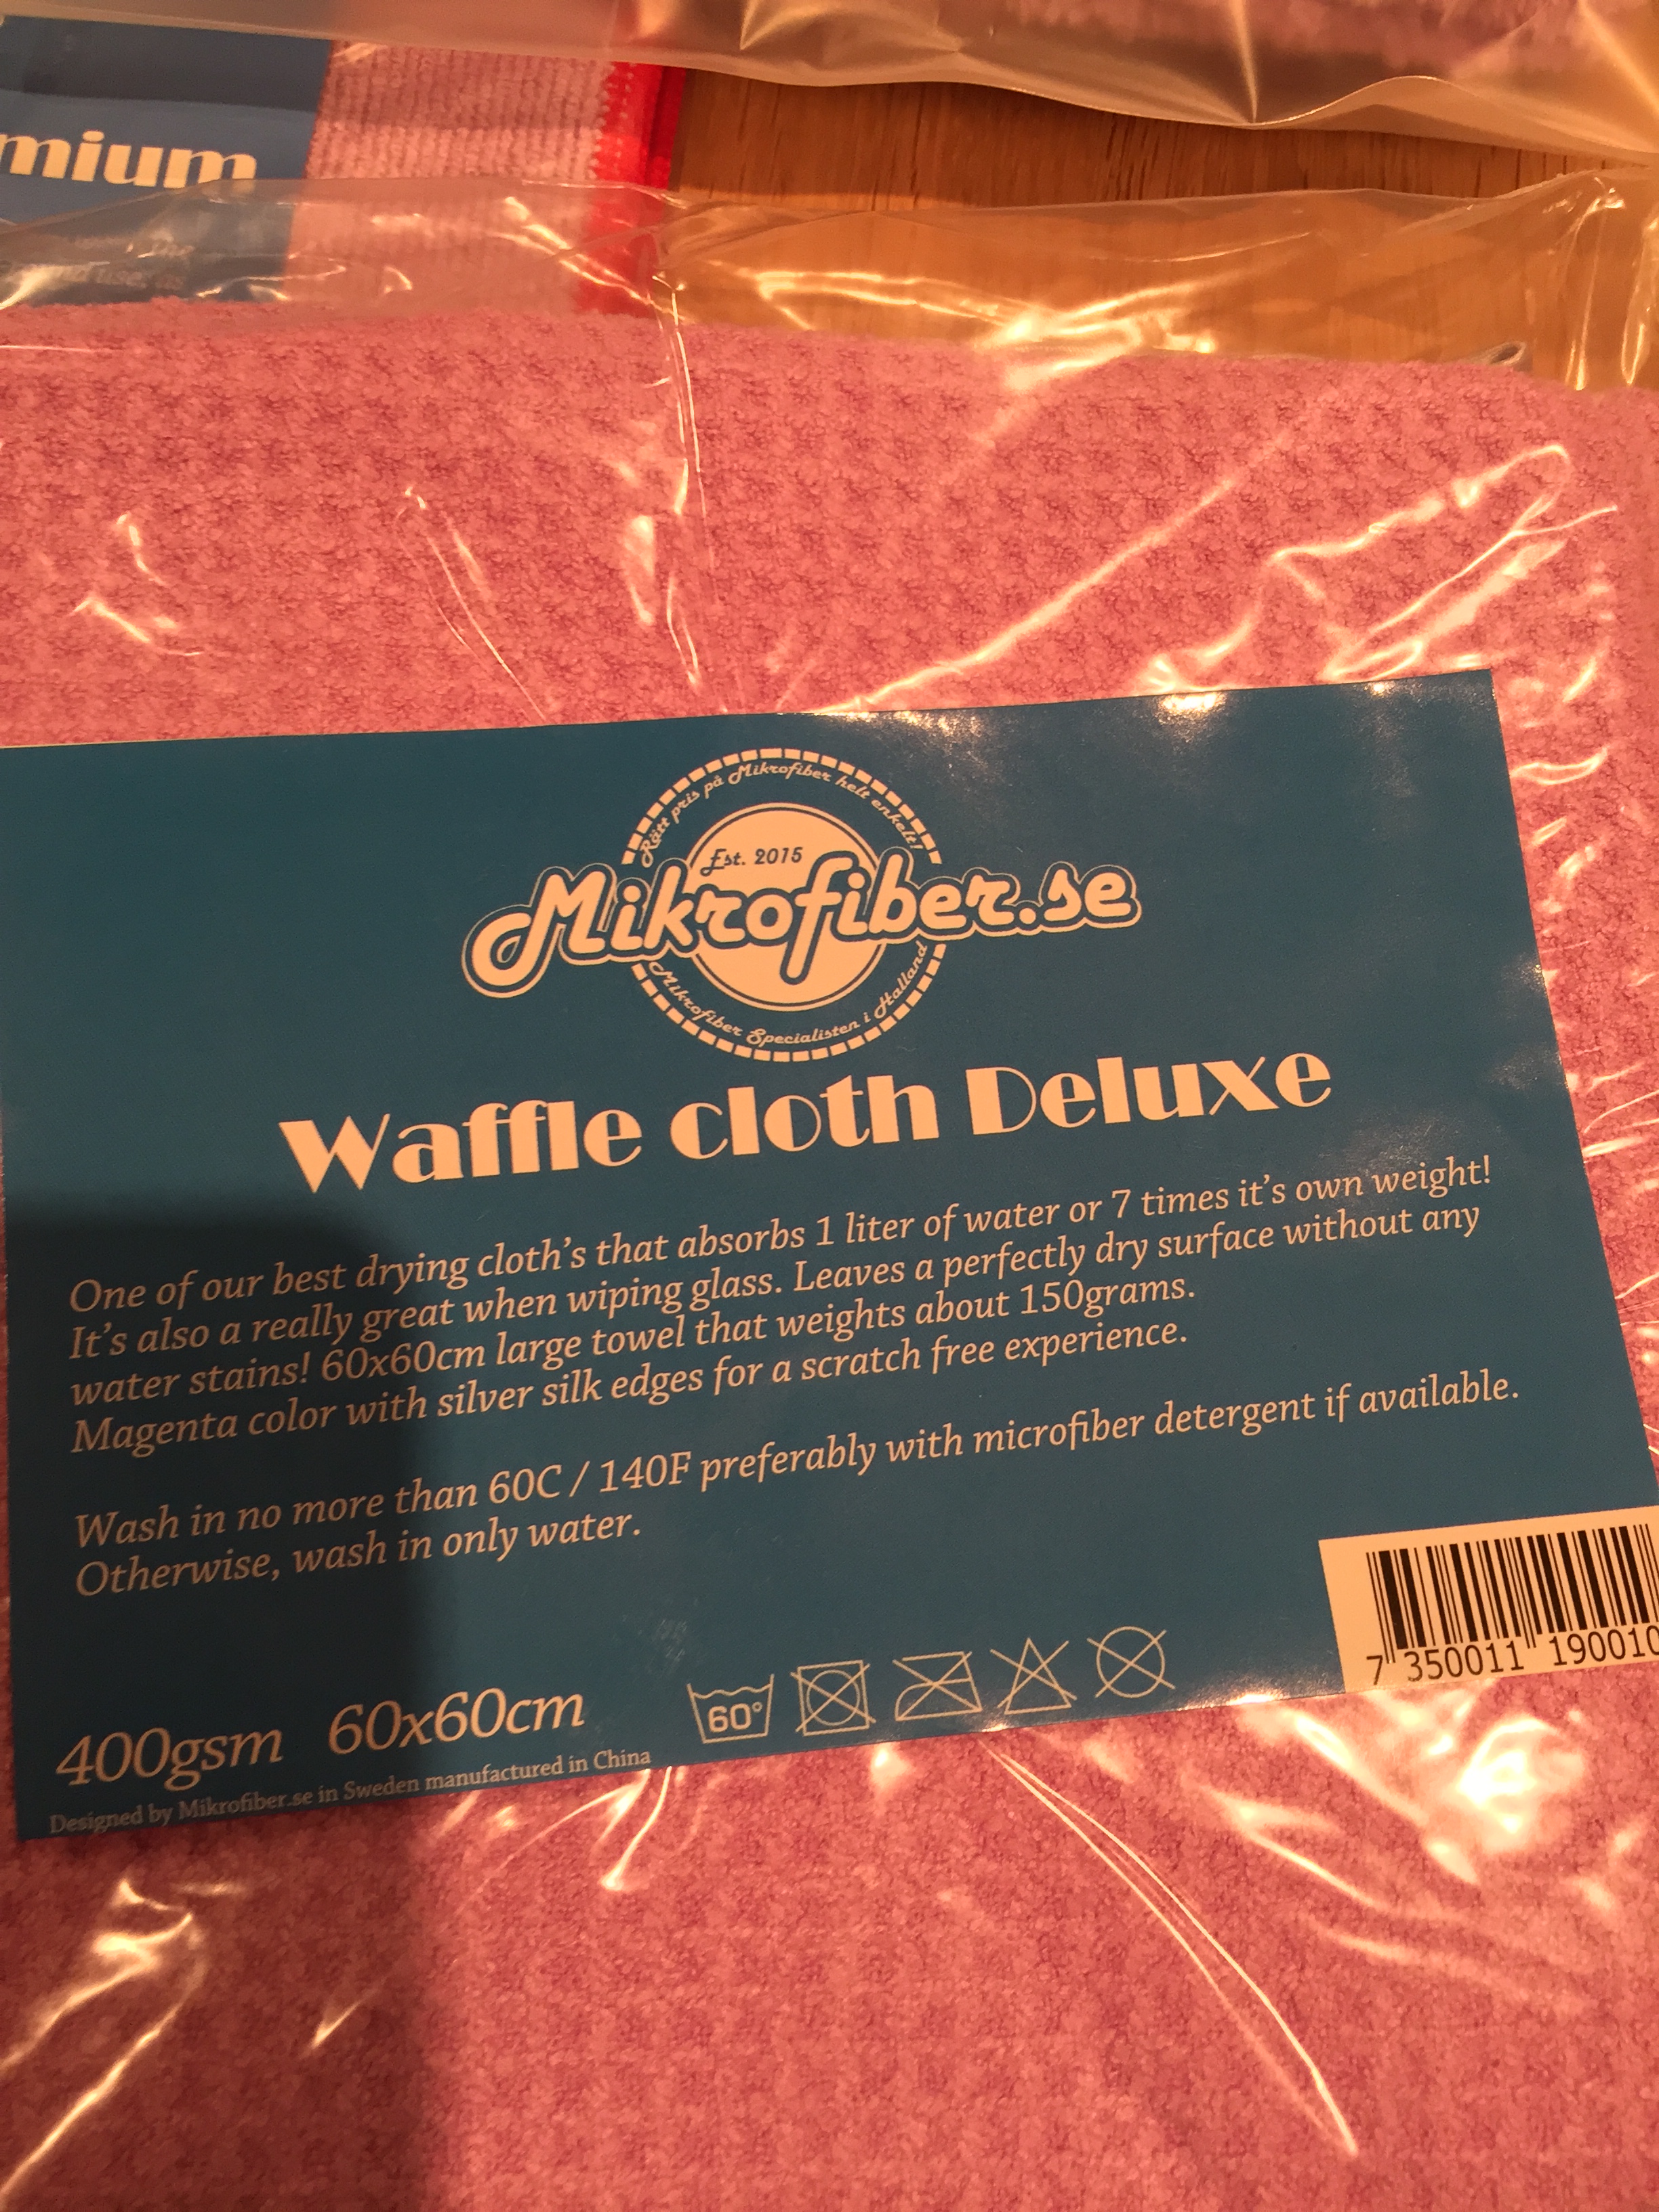 mium
Rätt pris på Mikrofiber helt enkelt!
Est. 2015
Mikrofiber.se
Mikrofiber Specialisten i Halland
Waffle cloth Deluxe
One of our best drying cloth's that absorbs 1 liter of water or 7 times it's own weight!
It's also a really great when wiping glass. Leaves a perfectly dry surface without any
water stains! 60x60cm large towel that weights about 150grams.
Magenta color with silver silk edges for a scratch free experience.
Wash in no more than 60C / 140F preferably with microfiber detergent if available.
Otherwise, wash in only water.
400gsm 60x60cm
60°
Designed by Mikrofiber.se in Sweden manufactured in China
7 350011 190010